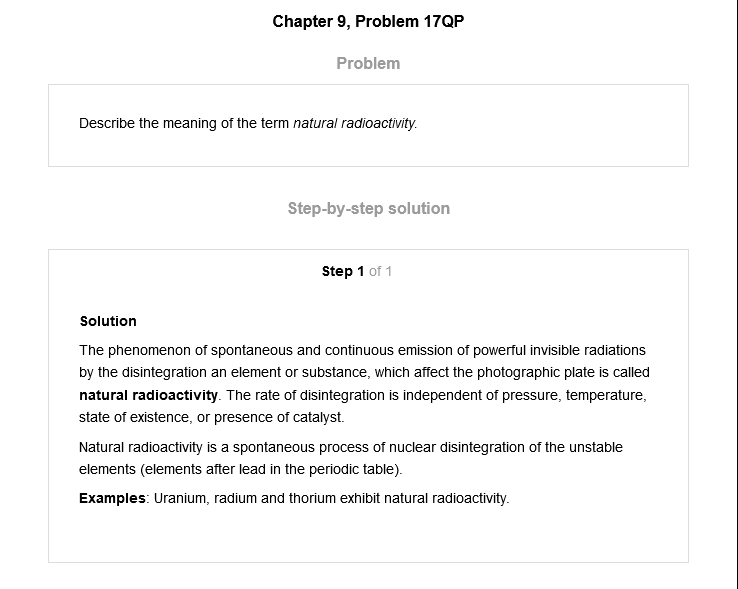 Chapter 9, Problem 17QP
Problem
Describe the meaning of the term natural radioactivity.
Step-by-step solution
Step 1 of 1
Solution
The phenomenon of spontaneous and continuous emission of powerful invisible radiations
by the disintegration an element or substance, which affect the photographic plate is called
natural radioactivity. The rate of disintegration is independent of pressure, temperature,
state of existence, or presence of catalyst.
Natural radioactivity is a spontaneous process of nuclear disintegration of the unstable
elements (elements after lead in the periodic table).
Examples: Uranium, radium and thorium exhibit natural radioactivity.